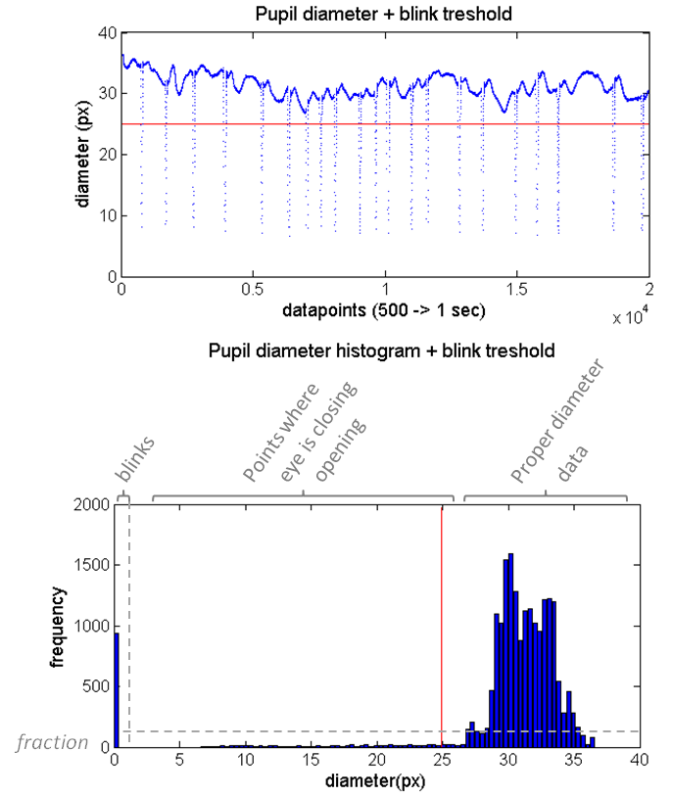 Pupil diameter + blink treshold
40
30
20
10
0
diameter (px)
0
0.5
1
1.5
2
x 10^4
datapoints (500 -> 1 sec)
Pupil diameter histogram + blink treshold
blinks
Points where
eye is closing
opening
Proper diameter
data
2000
1500
1000
500
0
frequency
fraction
0
5
10
15
20
25
30
35
40
diameter(px)